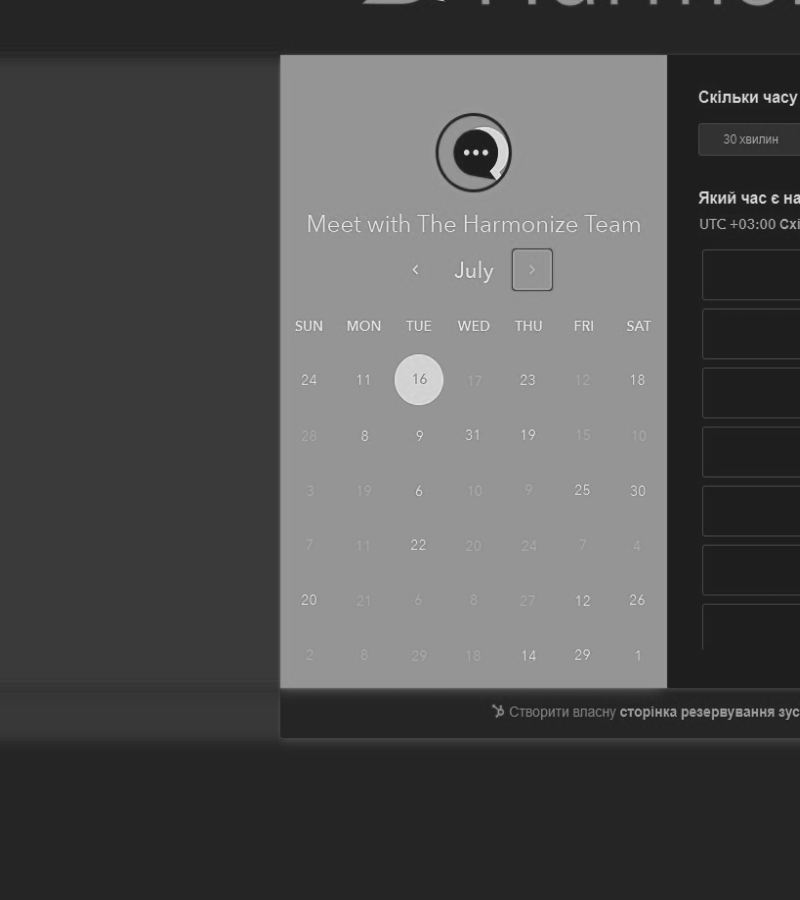 Скільки часу
30 хвилин
Meet with The Harmonize Team
Який час є на
UTC +03:00 Схі
July
SUN MON TUE WED THU FRI SAT
24 11 16 17 23 12 18
28 8 9 31 19 15 10
3 19 6 10 9 25 30
7 11 22 20 24 7 4
20 21 6 8 27 12 26
2 8 29 18 14 29 1
Створити власну сторінка резервування зус